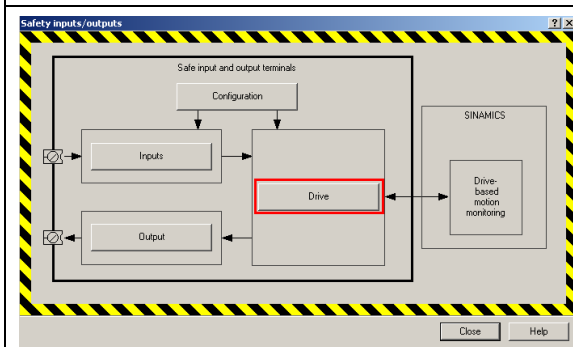 Safety inputs/outputs
Safe input and output terminals
Configuration
SINAMICS
Inputs
Drive
Drive-
based
motion
monitoring
Output
Close
Help